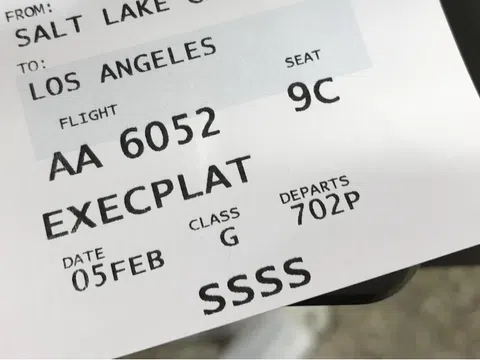 FROM:
SALT LAKE
TO:
LOS ANGELES
FLIGHT SEAT
AA 6052 9C
EXECPLAT
DATE CLASS DEPARTS
05FEB G 702P
SSSS